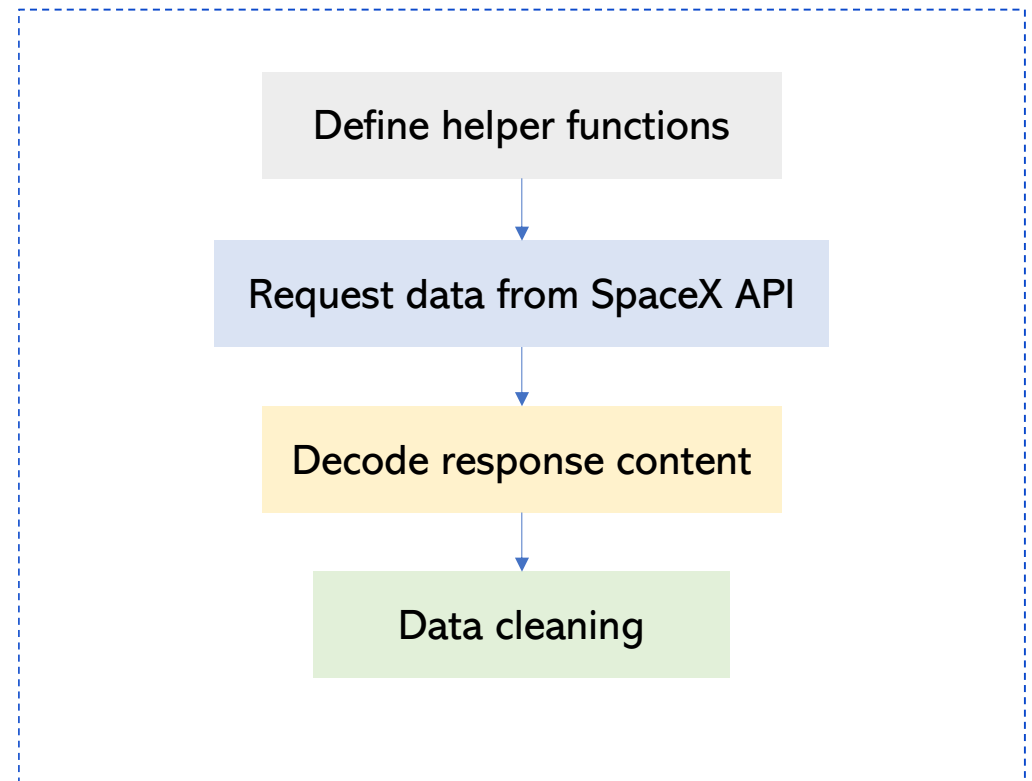 Define helper functions
Request data from SpaceX API
Decode response content
Data cleaning